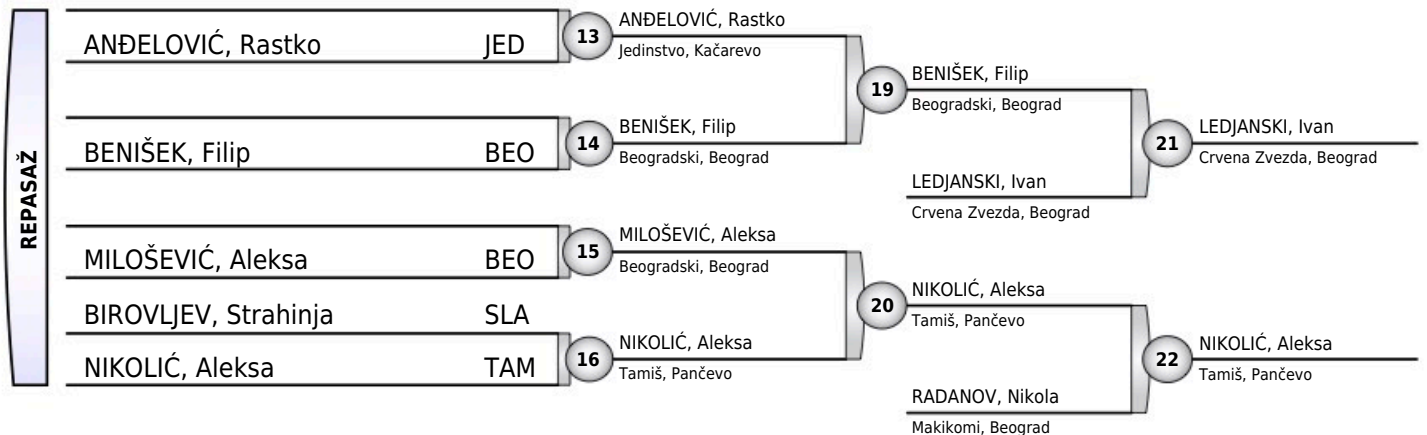 REPASAŽ
ANĐELOVIĆ, Rastko JED
BENIŠEK, Filip BEO
MILOŠEVIĆ, Aleksa BEO
BIROVLJEV, Strahinja SLA
NIKOLIĆ, Aleksa TAM
13
ANĐELOVIĆ, Rastko
Jedinstvo, Kačarevo
14
BENIŠEK, Filip
Beogradski, Beograd
15
MILOŠEVIĆ, Aleksa
Beogradski, Beograd
16
NIKOLIĆ, Aleksa
Tamiš, Pančevo
19
BENIŠEK, Filip
Beogradski, Beograd
LEDJANSKI, Ivan
Crvena Zvezda, Beograd
20
NIKOLIĆ, Aleksa
Tamiš, Pančevo
RADANOV, Nikola
Makikomi, Beograd
21
LEDJANSKI, Ivan
Crvena Zvezda, Beograd
22
NIKOLIĆ, Aleksa
Tamiš, Pančevo